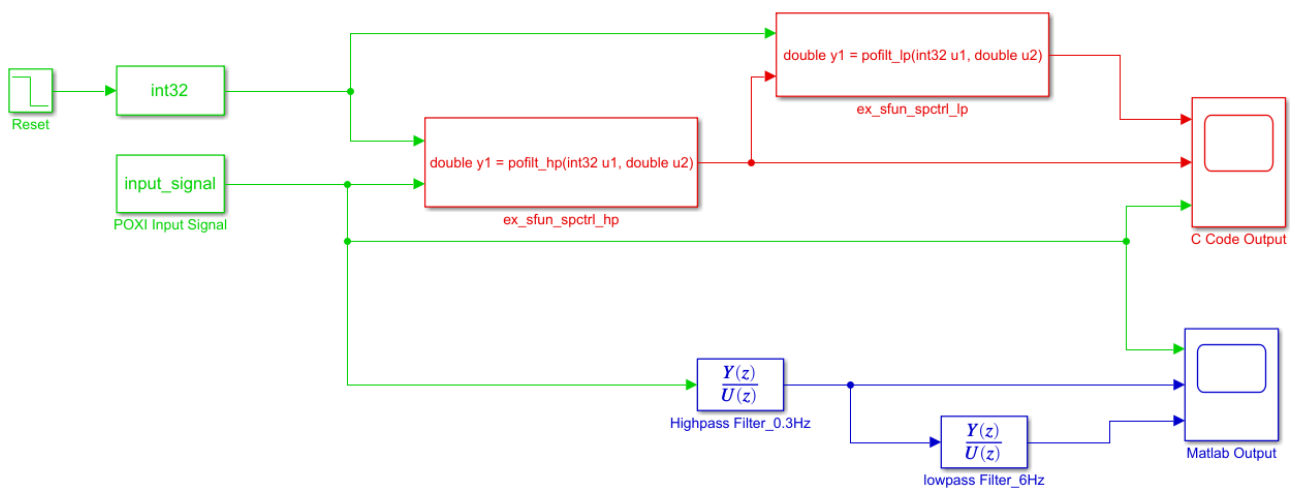 double y1 = pofilt_lp(int32 u1, double u2)
ex_sfun_spctrl_lp
int32
Reset
double y1 = pofilt_hp(int32 u1, double u2)
ex_sfun_spctrl_hp
input_signal
POXI Input Signal
C Code Output
Y(z)
U(z)
Highpass Filter_0.3Hz
Y(z)
U(z)
lowpass Filter_6Hz
Matlab Output